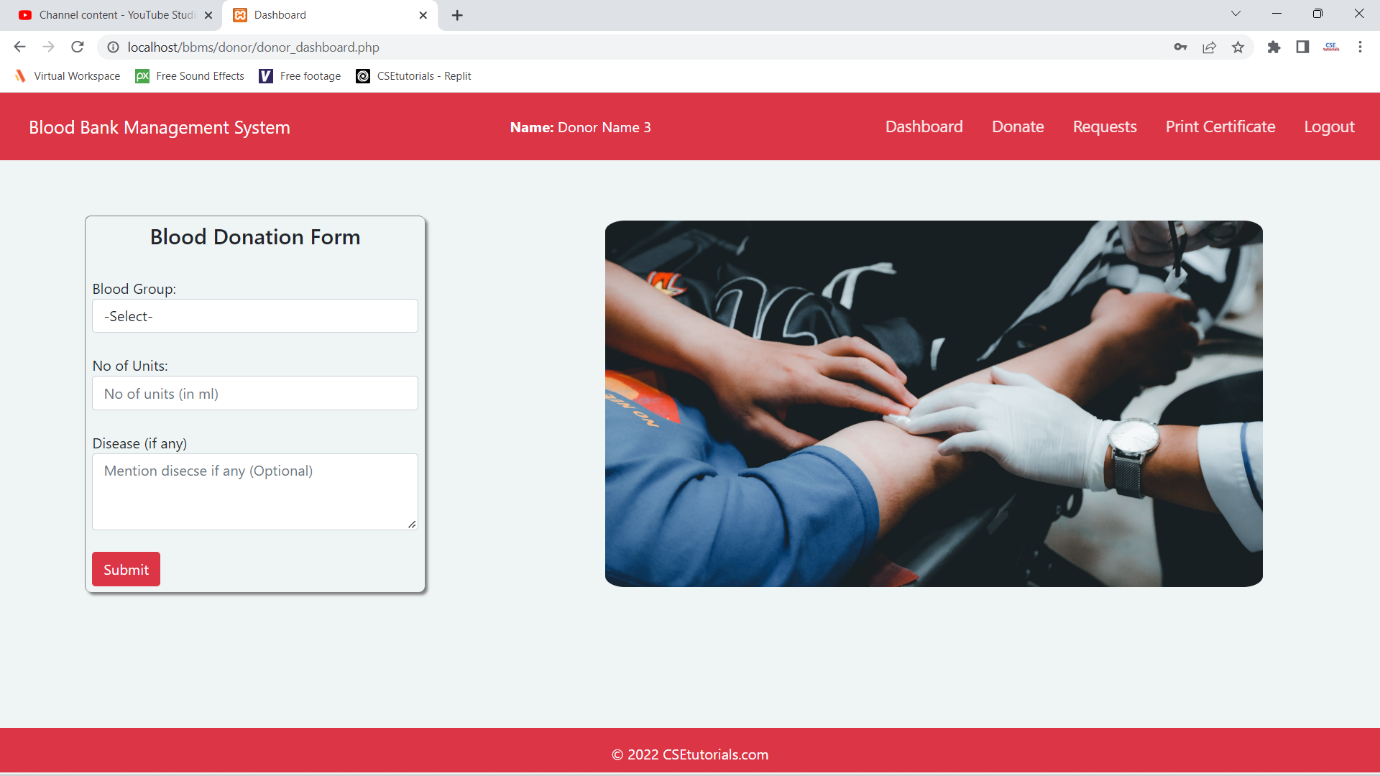 Channel content - YouTube Stud
Dashboard
localhost/bbms/donor/donor_dashboard.php
CSE
Virtual Workspace
px
Free Sound Effects
V
Free footage
CSEtutorials - Replit
Blood Bank Management System
Name: Donor Name 3
Dashboard
Donate
Requests
Print Certificate
Logout
Blood Donation Form
Blood Group:
-Select-
No of Units:
No of units (in ml)
Disease (if any)
Mention disecse if any (Optional)
Submit
© 2022 CSEtutorials.com